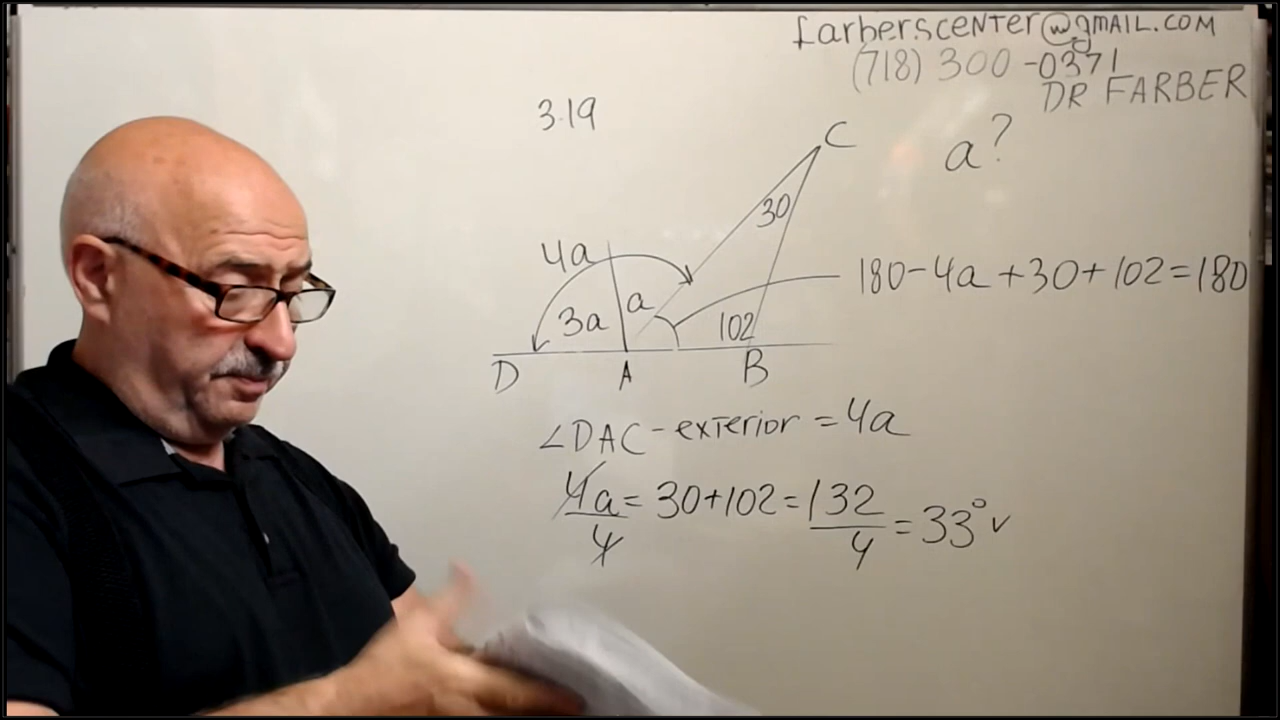 farberscenter@gmail.com
(718) 300-0371
DR FARBER
3.19
a?
C
30
4a
3a
a
102
180-4a+30+102=180
D
A
B
∠DAC-exterior=4a
4a/4=30+102=132/4=33°✓